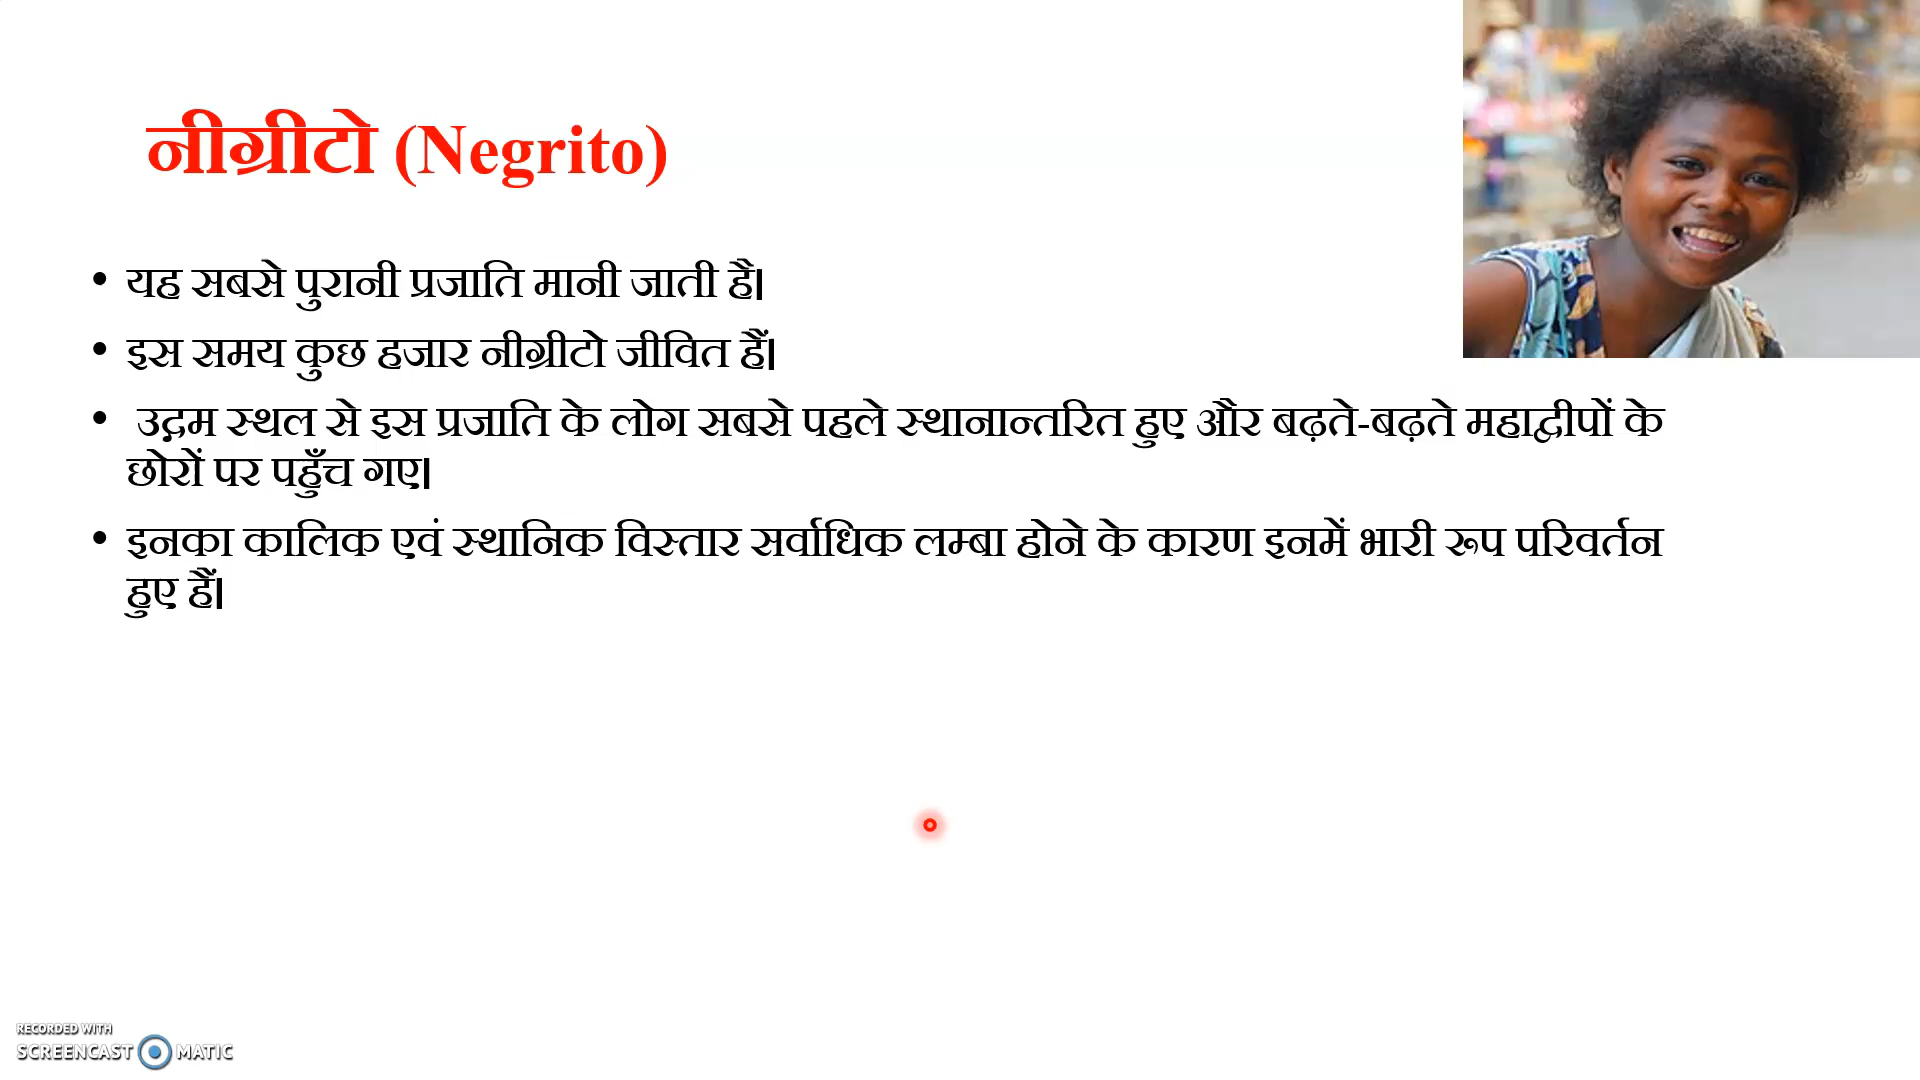 नीग्रीटो (Negrito)
• यह सबसे पुरानी प्रजाति मानी जाती है।
• इस समय कुछ हजार नीग्रीटो जीवित हैं।
• उद्गम स्थल से इस प्रजाति के लोग सबसे पहले स्थानान्तरित हुए और बढ़ते-बढ़ते महाद्वीपों के
छोरों पर पहुँच गए।
• इनका कालिक एवं स्थानिक विस्तार सर्वाधिक लम्बा होने के कारण इनमें भारी रूप परिवर्तन
हुए हैं।
RECORDED WITH
SCREENCAST MATIC